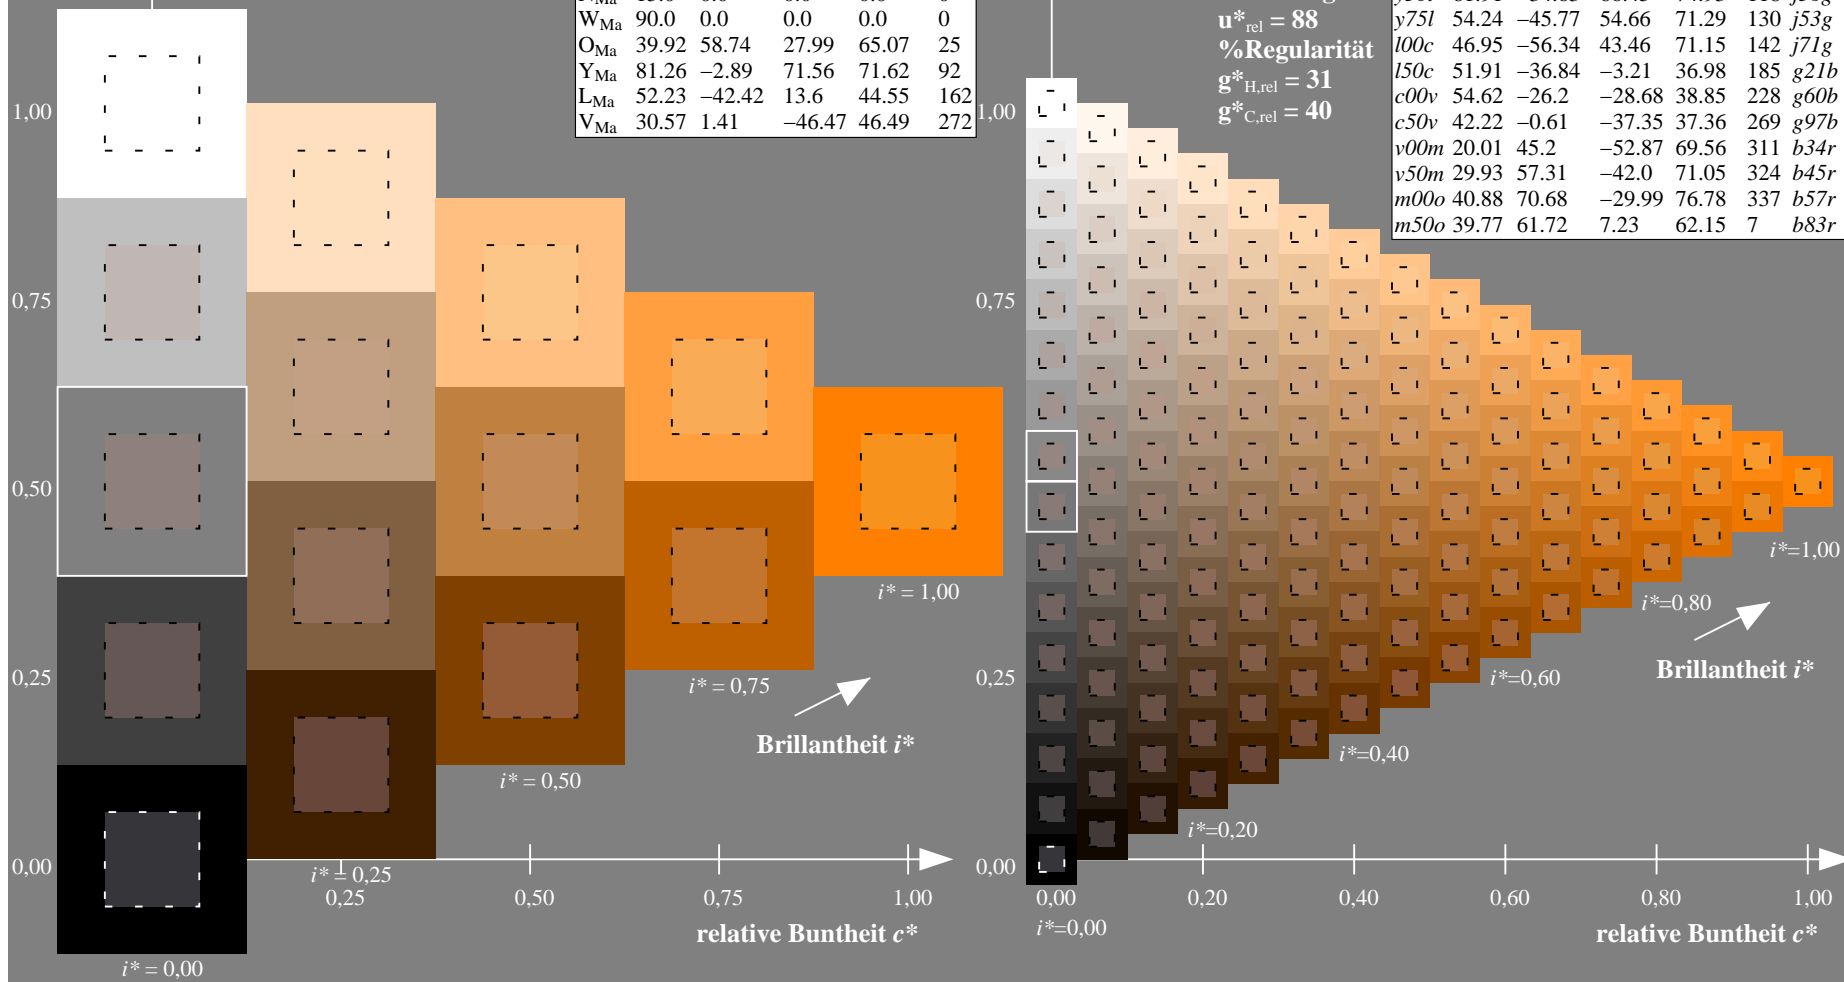 W_Ma 90.0 0.0 0.0 0.0 0
O_Ma 39.92 58.74 27.99 65.07 25
Y_Ma 81.26 −2.89 71.56 71.62 92
L_Ma 52.23 −42.42 13.6 44.55 162
V_Ma 30.57 1.41 −46.47 46.49 272
u*_rel = 88
%Regularität
g*_H,rel = 31
g*_C,rel = 40
y75l 54.24 −45.77 54.66 71.29 130 j53g
l00c 46.95 −56.34 43.46 71.15 142 j71g
l50c 51.91 −36.84 −3.21 36.98 185 g21b
c00v 54.62 −26.2 −28.68 38.85 228 g60b
c50v 42.22 −0.61 −37.35 37.36 269 g97b
v00m 20.01 45.2 −52.87 69.56 311 b34r
v50m 29.93 57.31 −42.0 71.05 324 b45r
m00o 40.88 70.68 −29.99 76.78 337 b57r
m50o 39.77 61.72 7.23 62.15 7 b83r
1,00
0,75
0,50
0,25
0,00
i* = 1,00
i* = 0,75
Brillantheit i*
i* = 0,50
i* = 0,25
0,25 0,50 0,75 1,00
relative Buntheit c*
i* = 0,00
1,00
0,75
0,50
0,25
0,00
i*=1,00
i*=0,80
Brillantheit i*
i*=0,60
i*=0,40
i*=0,20
0,00 0,20 0,40 0,60 0,80 1,00
i*=0,00
relative Buntheit c*